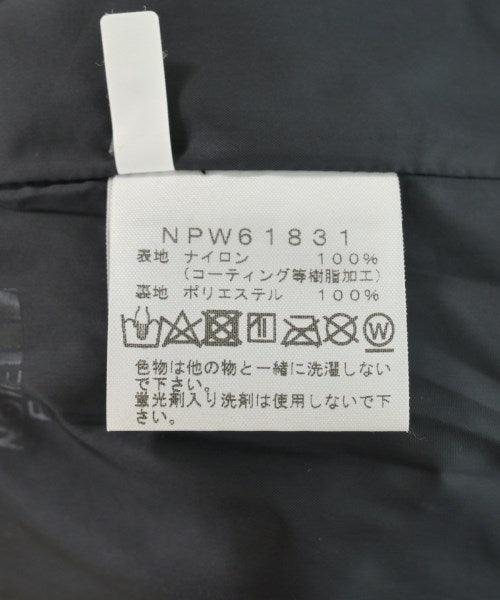 NPW61831
表地 ナイロン 100%
(コーティング等樹脂加工)
裏地 ポリエステル 100%
W
色物は他の物と一緒に洗濯しない
で下さい。
蛍光剤入り洗剤は使用しないで
下さい。